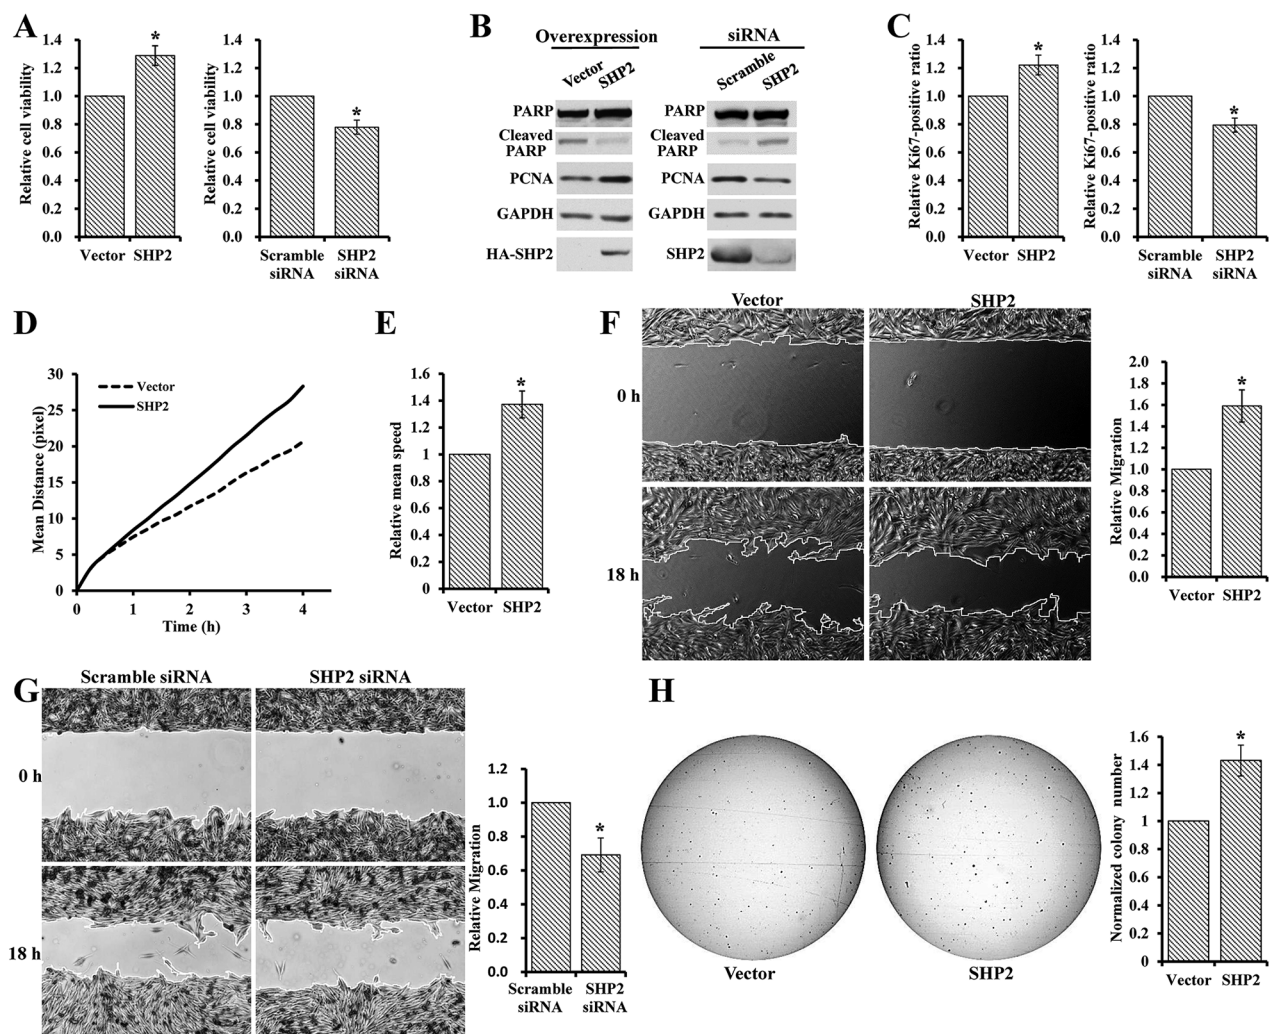 A
Relative cell viability
1.4
1.2
1.0
0.8
0.6
0.4
0.2
0.0
Vector SHP2
Relative cell viability
1.4
1.2
1.0
0.8
0.6
0.4
0.2
0.0
*
*
Scramble SHP2
siRNA siRNA
B
Overexpression
Vector
SHP2
PARP
Cleaved
PARP
PCNA
GAPDH
HA-SHP2
siRNA
Scramble
SHP2
PARP
Cleaved
PARP
PCNA
GAPDH
SHP2
C
Relative Ki67-positive ratio
1.4
1.2
1.0
0.8
0.6
0.4
0.2
0.0
*
Vector SHP2
Relative Ki67-positive ratio
1.4
1.2
1.0
0.8
0.6
0.4
0.2
0.0
*
Scramble SHP2
siRNA siRNA
D
Mean Distance (pixel)
30
25
20
15
10
5
0
Vector
SHP2
0 1 2 3 4
Time (h)
E
Relative mean speed
1.6
1.4
1.2
1
0.8
0.6
0.4
0.2
0
*
Vector SHP2
F
Vector SHP2
0 h
18 h
Relative Migration
2.0
1.8
1.6
1.4
1.2
1.0
0.8
0.6
0.4
0.2
0.0
*
Vector SHP2
G
Scramble siRNA SHP2 siRNA
0 h
18 h
Relative Migration
1.2
1.0
0.8
0.6
0.4
0.2
0.0
*
Scramble SHP2
siRNA siRNA
H
Vector SHP2
Normalized colony number
1.6
1.4
1.2
1
0.8
0.6
0.4
0.2
0
*
Vector SHP2